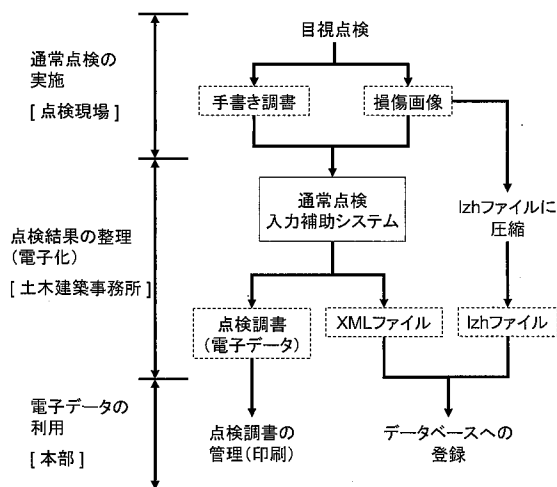 通常点検の
実施
[ 点検現場 ]
目視点検
手書き調書
損傷画像
点検結果の整理
(電子化)
[ 土木建築事務所 ]
通常点検
入力補助システム
lzhファイルに
圧縮
点検調書
(電子データ)
XMLファイル
lzhファイル
電子データの
利用
[ 本部 ]
点検調書の
管理(印刷)
データベースへの
登録